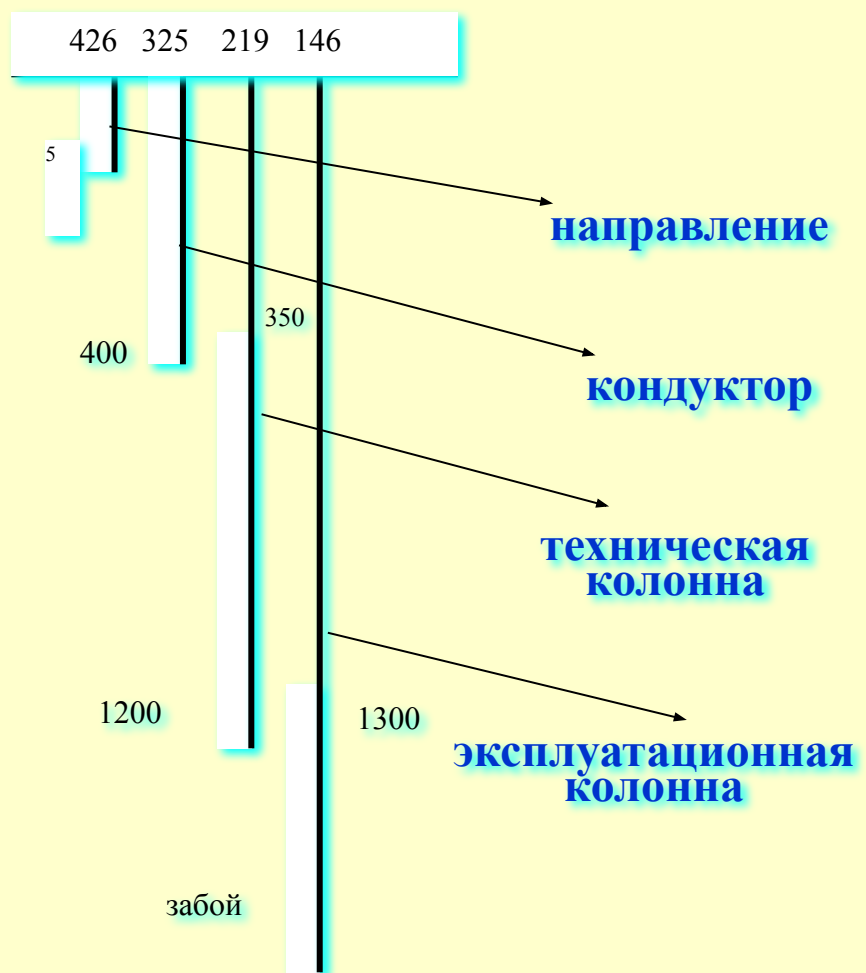 426 325 219 146
5
направление
350
400
кондуктор
техническая
колонна
1200
1300
эксплуатационная
колонна
забой